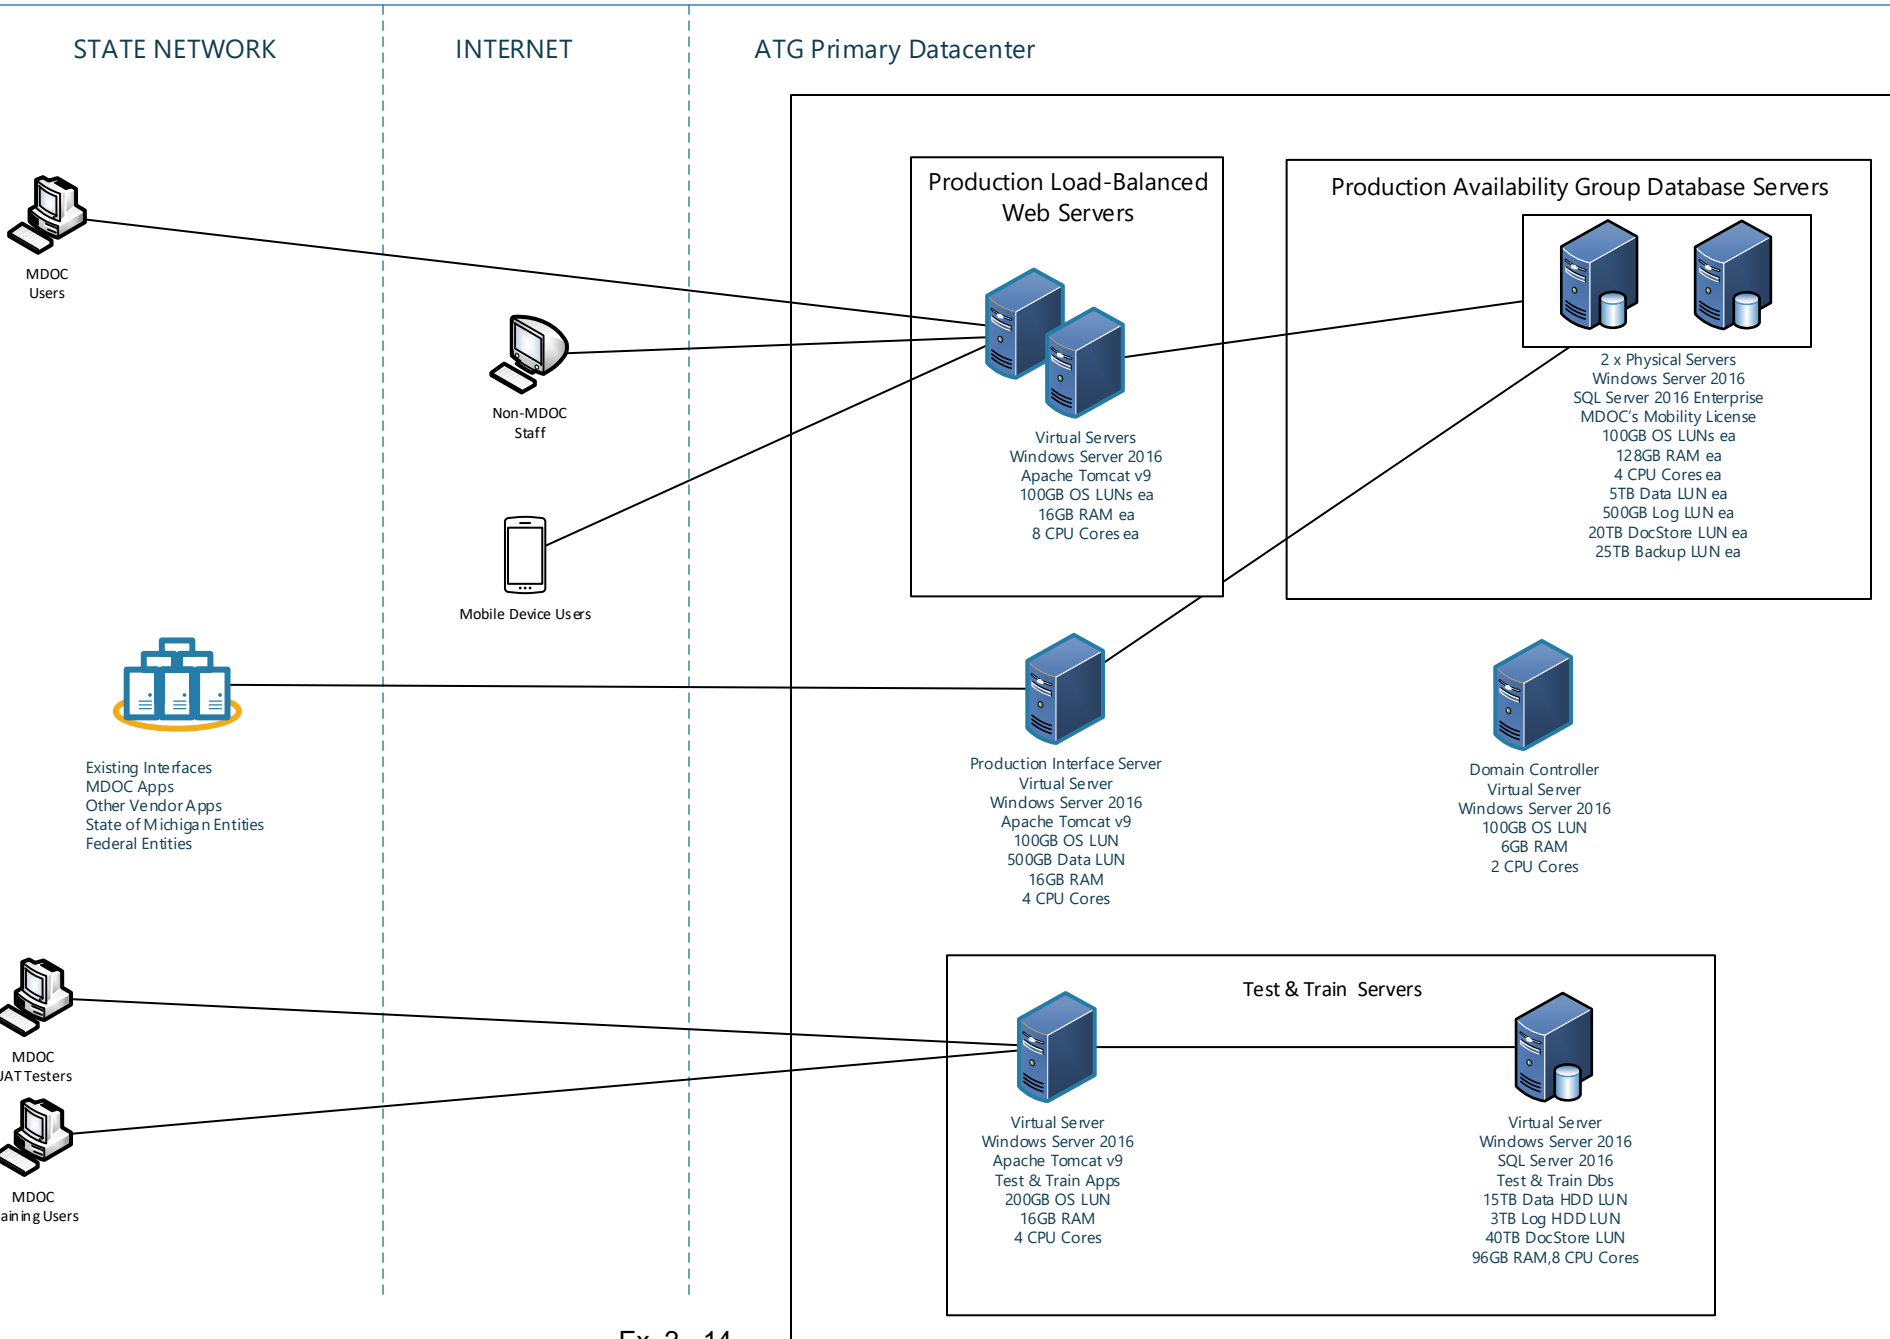 STATE NETWORK
INTERNET
ATG Primary Datacenter
Production Load-Balanced
Web Servers
Production Availability Group Database Servers
MDOC
Users
Non-MDOC
Staff
Mobile Device Users
Virtual Servers
Windows Server 2016
Apache Tomcat v9
100GB OS LUNs ea
16GB RAM ea
8 CPU Cores ea
2 x Physical Servers
Windows Server 2016
SQL Server 2016 Enterprise
MDOC's Mobility License
100GB OS LUNs ea
128GB RAM ea
4 CPU Cores ea
5TB Data LUN ea
500GB Log LUN ea
20TB DocStore LUN ea
25TB Backup LUN ea
Existing Interfaces
MDOC Apps
Other Vendor Apps
State of Michigan Entities
Federal Entities
Production Interface Server
Virtual Server
Windows Server 2016
Apache Tomcat v9
100GB OS LUN
500GB Data LUN
16GB RAM
4 CPU Cores
Domain Controller
Virtual Server
Windows Server 2016
100GB OS LUN
6GB RAM
2 CPU Cores
MDOC
UAT Testers
MDOC
aining Users
Test & Train Servers
Virtual Server
Windows Server 2016
Apache Tomcat v9
Test & Train Apps
200GB OS LUN
16GB RAM
4 CPU Cores
Virtual Server
Windows Server 2016
SQL Server 2016
Test & Train Dbs
15TB Data HDD LUN
3TB Log HDD LUN
40TB DocStore LUN
96GB RAM,8 CPU Cores
Ex. 2 - 14